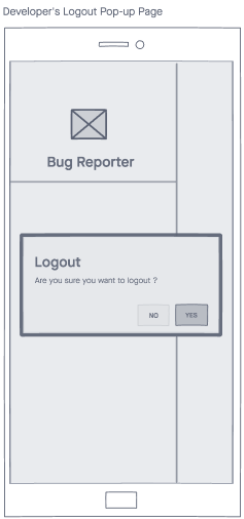 Developer's Logout Pop-up Page
Bug Reporter
Logout
Are you sure you want to logout ?
NO YES